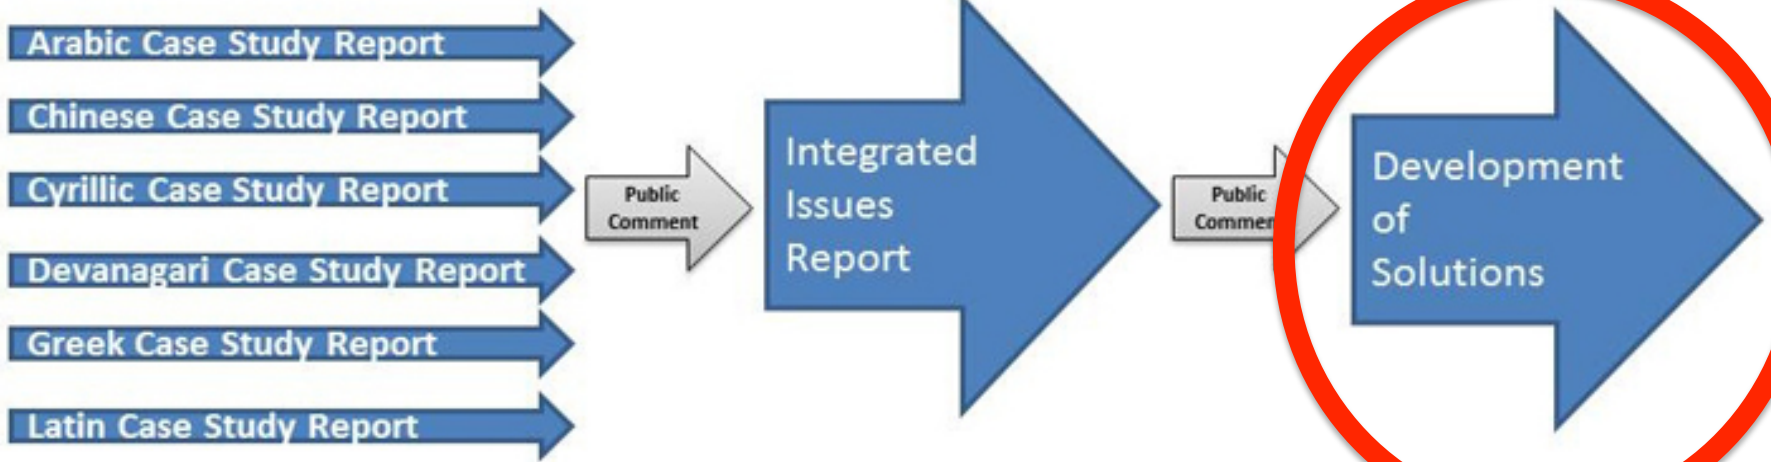 Arabic Case Study Report
Chinese Case Study Report
Cyrillic Case Study Report
Devanagari Case Study Report
Greek Case Study Report
Latin Case Study Report
Public
Comment
Integrated
Issues
Report
Public
Commen
Development
of
Solutions